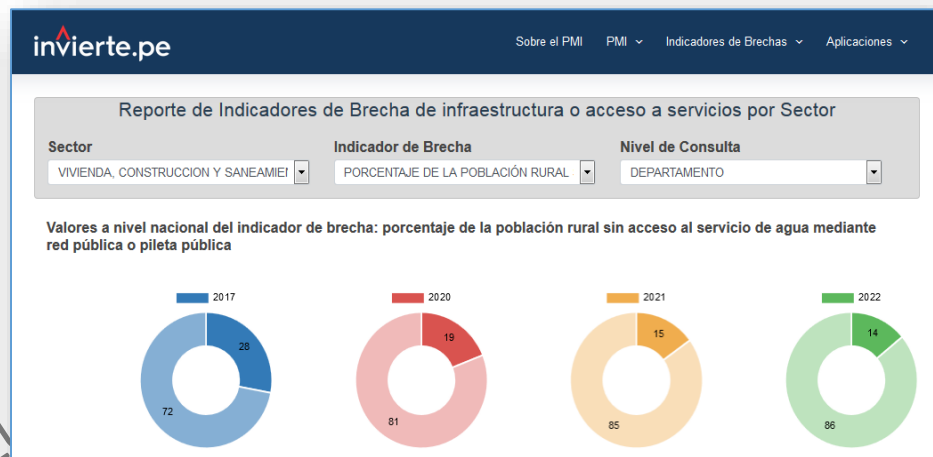 invierte.pe
Sobre el PMI PMI Indicadores de Brechas Aplicaciones
Reporte de Indicadores de Brecha de infraestructura o acceso a servicios por Sector
Sector Indicador de Brecha Nivel de Consulta
VIVIENDA, CONSTRUCCION Y SANEAMIEI PORCENTAJE DE LA POBLACIÓN RURAL DEPARTAMENTO
Valores a nivel nacional del indicador de brecha: porcentaje de la población rural sin acceso al servicio de agua mediante
red pública o pileta pública
2017 2020 2021 2022
28 19 15 14
72 81 85 86